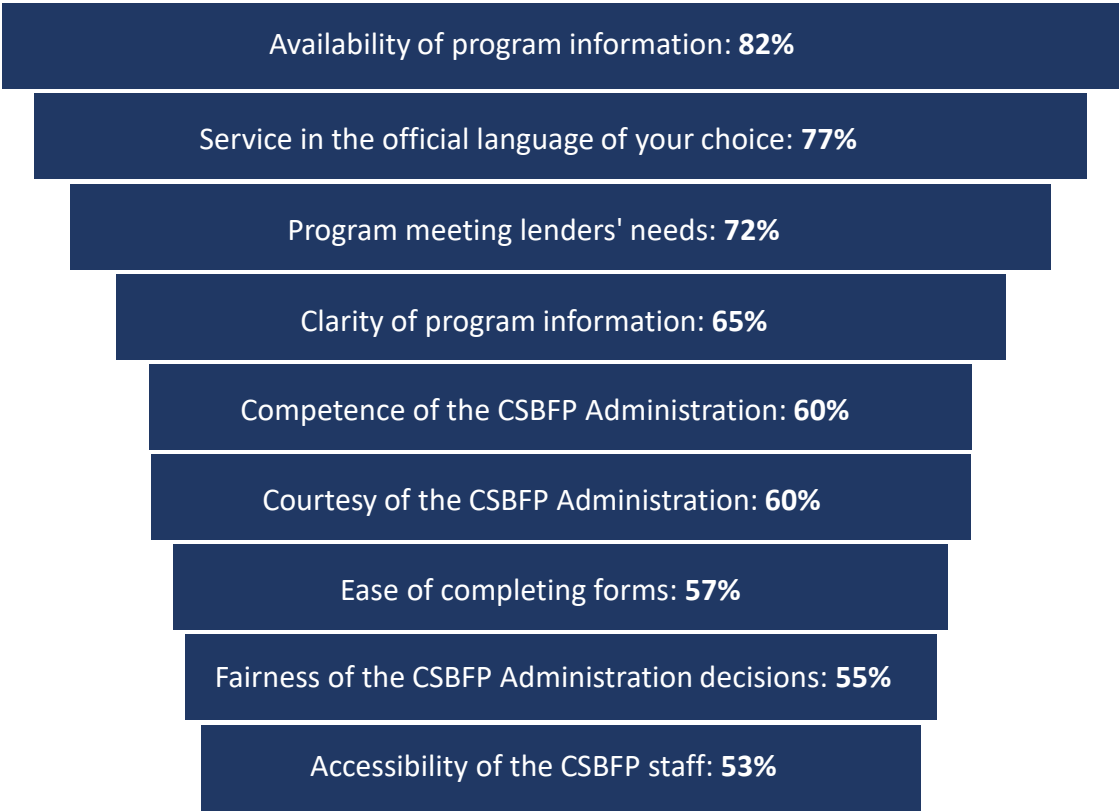 Availability of program information: 82%
Service in the official language of your choice: 77%
Program meeting lenders' needs: 72%
Clarity of program information: 65%
Competence of the CSBFP Administration: 60%
Courtesy of the CSBFP Administration: 60%
Ease of completing forms: 57%
Fairness of the CSBFP Administration decisions: 55%
Accessibility of the CSBFP staff: 53%